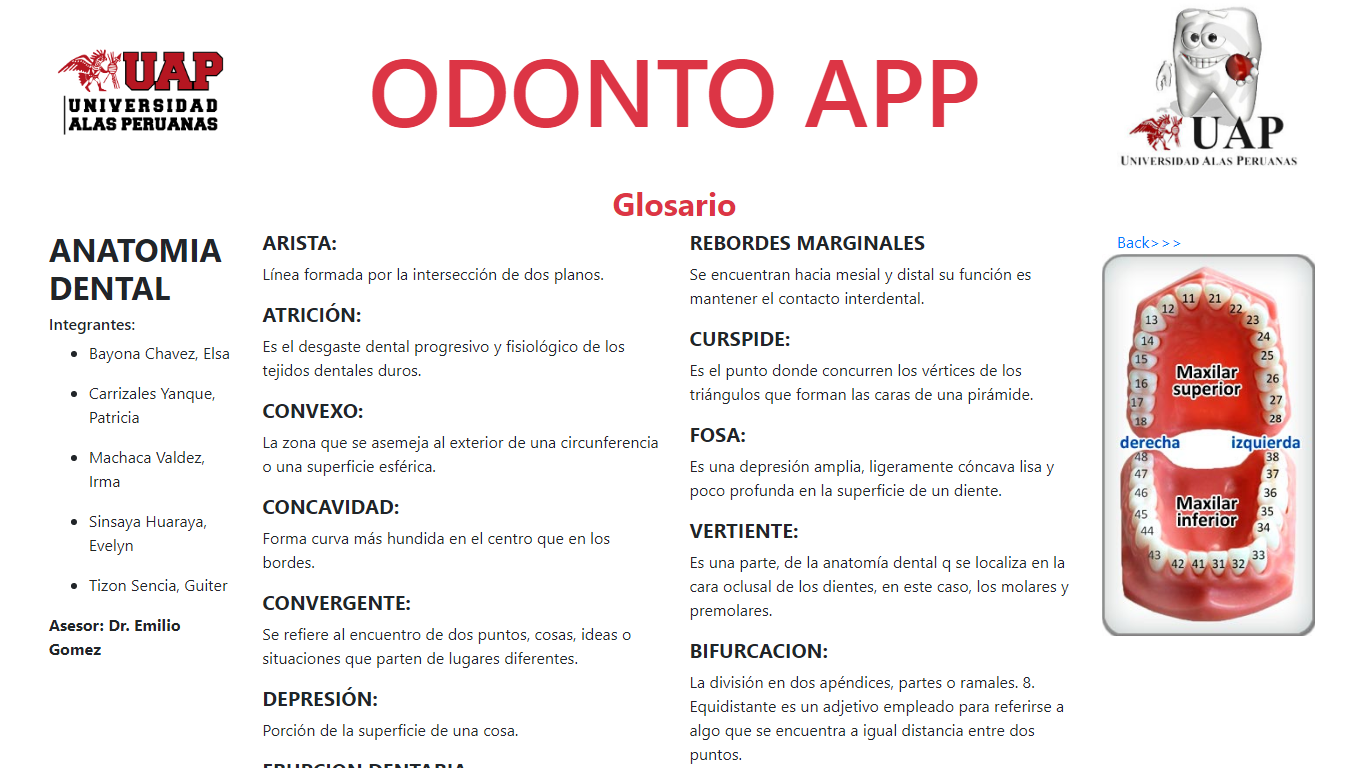 UAP
UNIVERSIDAD
ALAS PERUANAS
ODONTO APP
UAP
UNIVERSIDAD ALAS PERUANAS
Glosario
ANATOMIA
DENTAL
Integrantes:
Bayona Chavez, Elsa
Carrizales Yanque,
Patricia
Machaca Valdez,
Irma
Sinsaya Huaraya,
Evelyn
Tizon Sencia, Guiter
Asesor: Dr. Emilio
Gomez
ARISTA:
Línea formada por la intersección de dos planos.
ATRICIÓN:
Es el desgaste dental progresivo y fisiológico de los
tejidos dentales duros.
CONVEXO:
La zona que se asemeja al exterior de una circunferencia
o una superficie esférica.
CONCAVIDAD:
Forma curva más hundida en el centro que en los
bordes.
CONVERGENTE:
Se refiere al encuentro de dos puntos, cosas, ideas o
situaciones que parten de lugares diferentes.
DEPRESIÓN:
Porción de la superficie de una cosa.
ERUPCION DENTARIA
REBORDES MARGINALES
Se encuentran hacia mesial y distal su función es
mantener el contacto interdental.
CURSPIDE:
Es el punto donde concurren los vértices de los
triángulos que forman las caras de una pirámide.
FOSA:
Es una depresión amplia, ligeramente cóncava lisa y
poco profunda en la superficie de un diente.
VERTIENTE:
Es una parte, de la anatomía dental q se localiza en la
cara oclusal de los dientes, en este caso, los molares y
premolares.
BIFURCACION:
La división en dos apéndices, partes o ramales. 8.
Equidistante es un adjetivo empleado para referirse a
algo que se encuentra a igual distancia entre dos
puntos.
Back>>>
11 21
12 22
13 23
14 24
15 25
16 26
17 27
18 28
Maxilar
superior
derecha izquierda
48 38
47 37
46 36
45 35
44 34
43 33
42 41 31 32
Maxilar
inferior